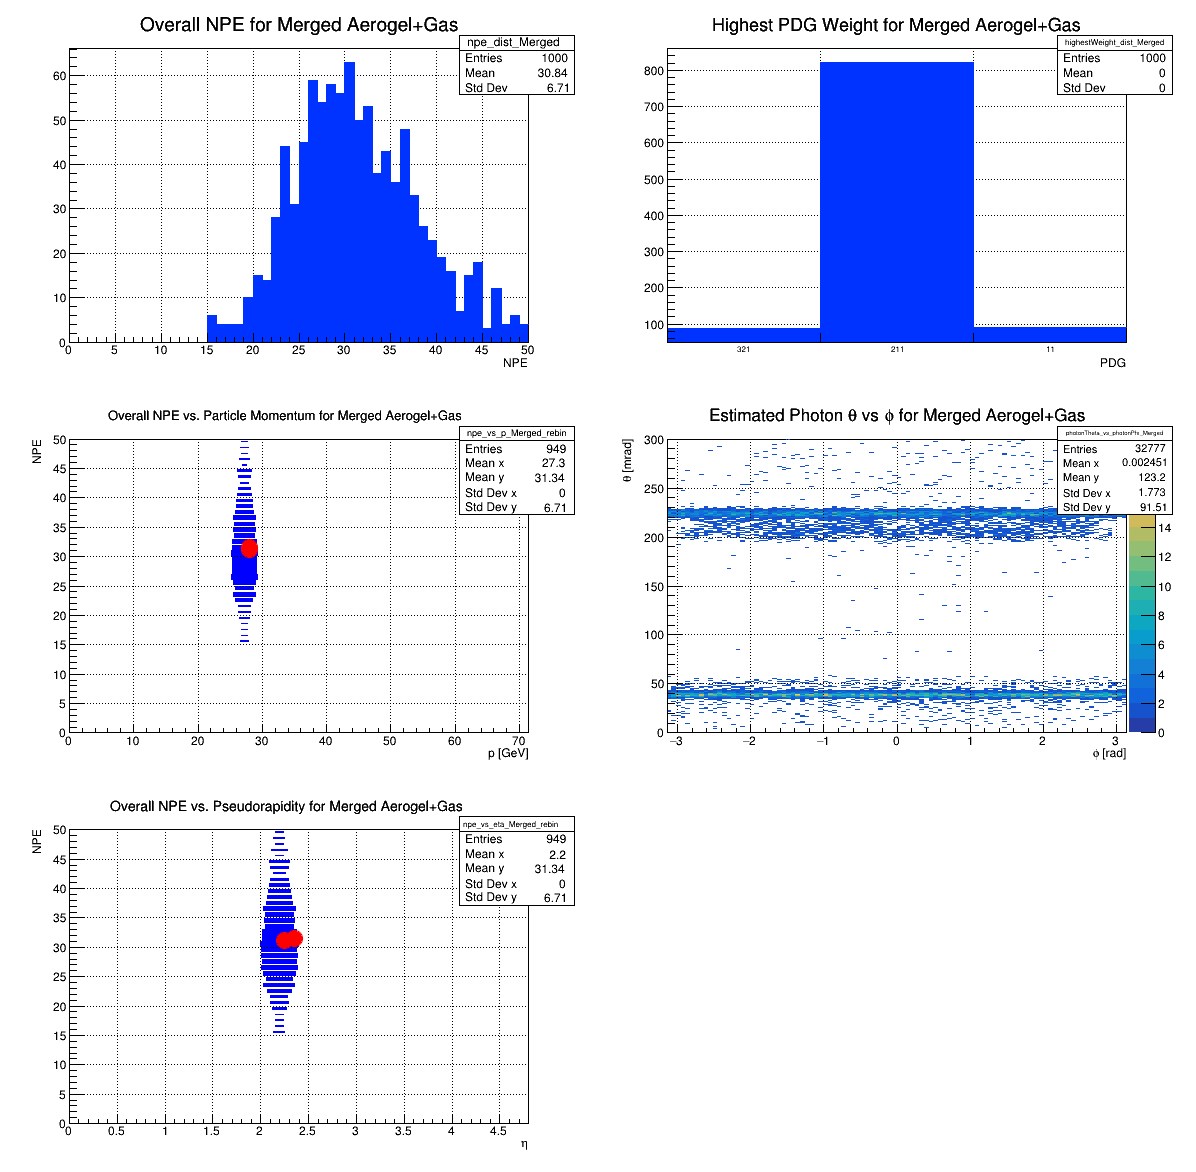 Overall NPE for Merged Aerogel+Gas
npe_dist_Merged
Entries 1000
Mean 30.84
Std Dev 6.71
60
50
40
30
20
10
0
0 5 10 15 20 25 30 35 40 45 50
NPE
Highest PDG Weight for Merged Aerogel+Gas
highestWeight_dist_Merged
Entries 1000
Mean 0
Std Dev 0
800
700
600
500
400
300
200
100
321 211 11
PDG
Overall NPE vs. Particle Momentum for Merged Aerogel+Gas
npe_vs_p_Merged_rebin
Entries 949
Mean x 27.3
Mean y 31.34
Std Dev x 0
Std Dev y 6.71
NPE
50
45
40
35
30
25
20
15
10
5
0
0 10 20 30 40 50 60 70
p [GeV]
Estimated Photon θ vs ϕ for Merged Aerogel+Gas
photonTheta_vs_photonPhi_Merged
Entries 32777
Mean x 0.002451
Mean y 123.2
Std Dev x 1.773
Std Dev y 91.51
θ [mrad]
300
250
200
150
100
50
0
−3 −2 −1 0 1 2 3
ϕ [rad]
14
12
10
8
6
4
2
0
Overall NPE vs. Pseudorapidity for Merged Aerogel+Gas
npe_vs_eta_Merged_rebin
Entries 949
Mean x 2.2
Mean y 31.34
Std Dev x 0
Std Dev y 6.71
NPE
50
45
40
35
30
25
20
15
10
5
0
0 0.5 1 1.5 2 2.5 3 3.5 4 4.5
η